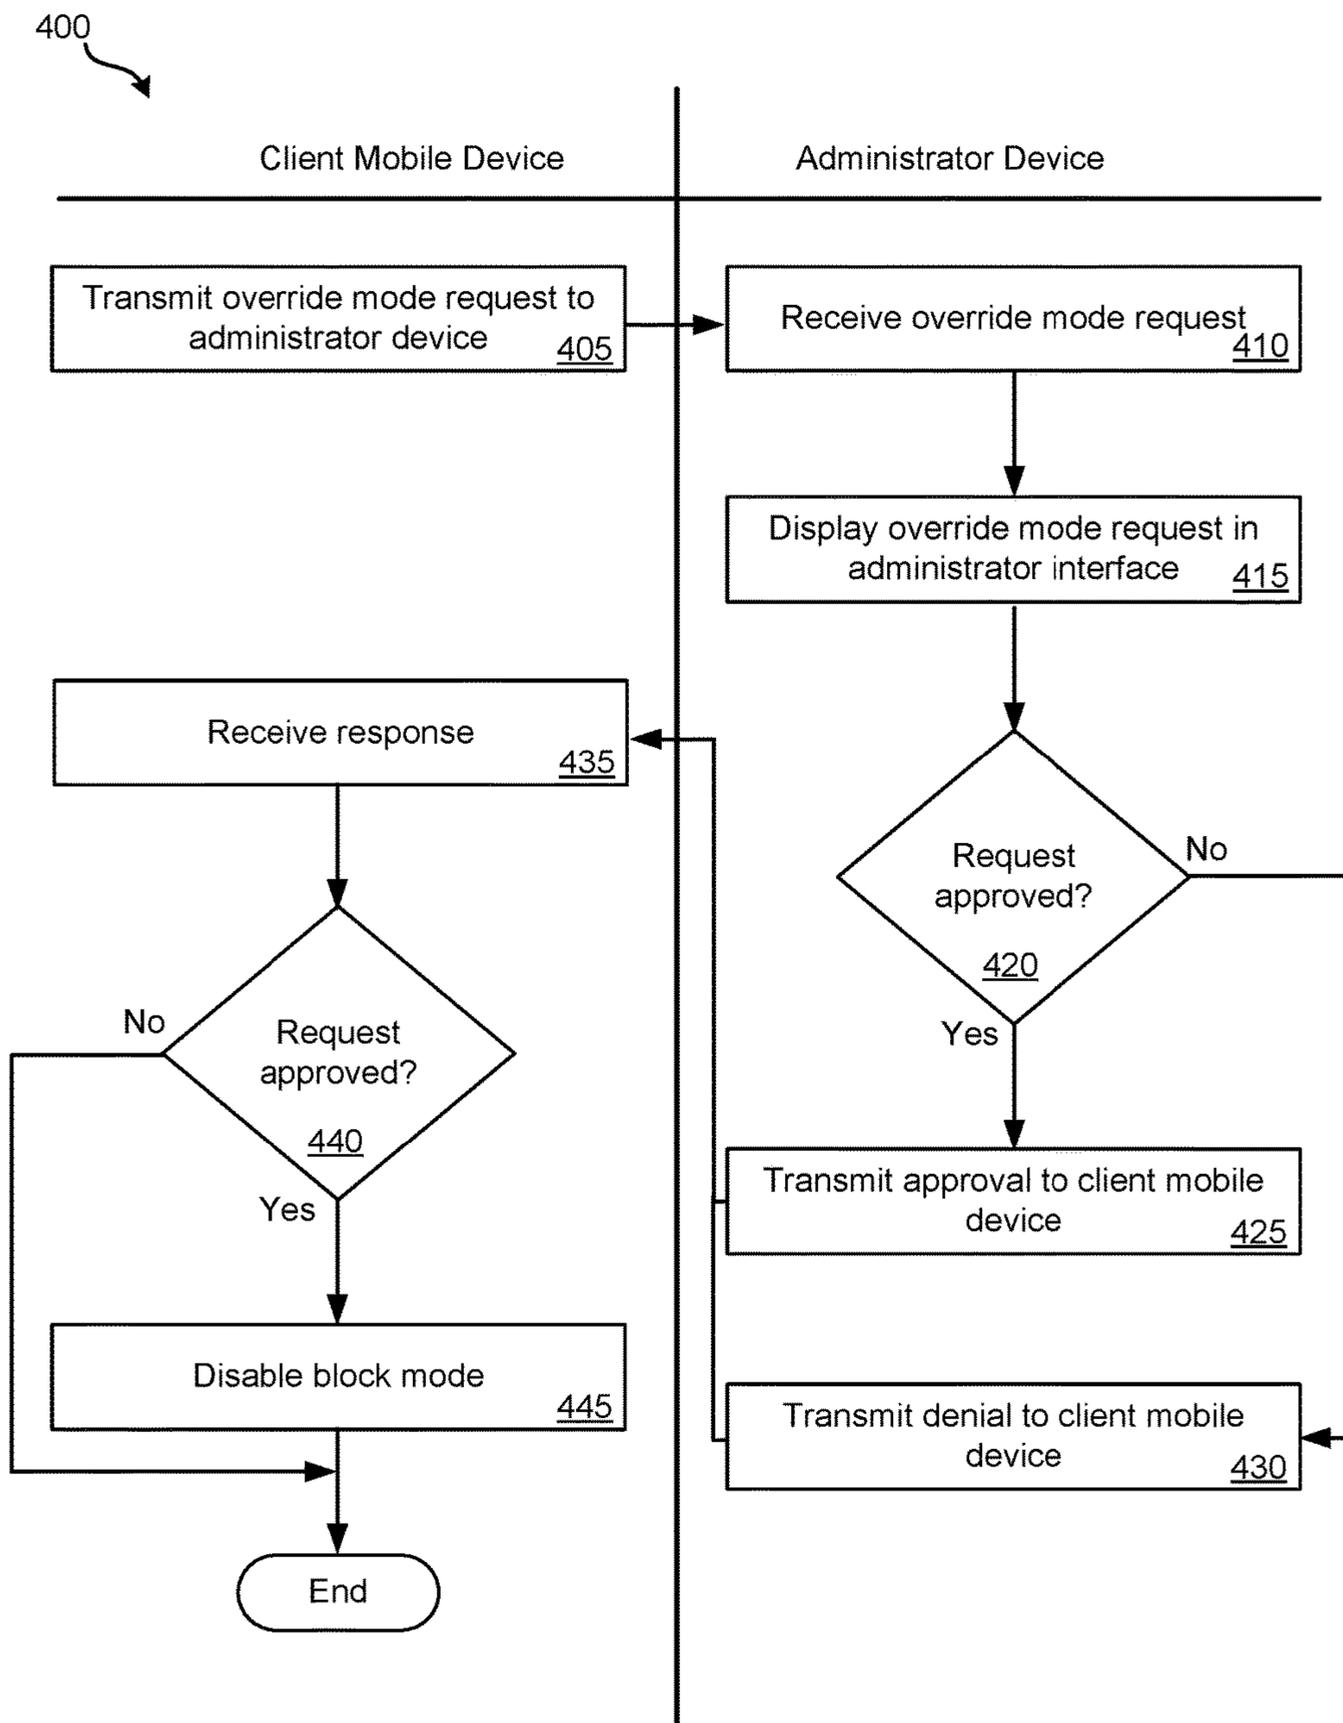 400
Client Mobile Device
Administrator Device
Transmit override mode request to
administrator device
405
Receive override mode request
410
Display override mode request in
administrator interface
415
Receive response
435
Request
approved?
420
No
Yes
Request
approved?
440
No
Yes
Transmit approval to client mobile
device
425
Disable block mode
445
Transmit denial to client mobile
device
430
End